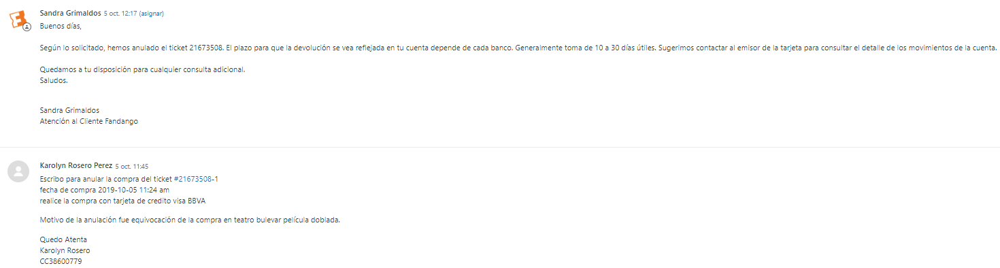 Sandra Grimaldos 5 oct. 12:17 (asignar)
Buenos días,
Según lo solicitado, hemos anulado el ticket 21673508. El plazo para que la devolución se vea reflejada en tu cuenta depende de cada banco. Generalmente toma de 10 a 30 días útiles. Sugerimos contactar al emisor de la tarjeta para consultar el detalle de los movimientos de la cuenta.
Quedamos a tu disposición para cualquier consulta adicional.
Saludos.
Sandra Grimaldos
Atención al Cliente Fandango
Karolyn Rosero Perez 5 oct. 11:45
Escribo para anular la compra del ticket #21673508-1
fecha de compra 2019-10-05 11:24 am
realice la compra con tarjeta de credito visa BBVA
Motivo de la anulación fue equivocación de la compra en teatro bulevar película doblada.
Quedo Atenta
Karolyn Rosero
CC38600779